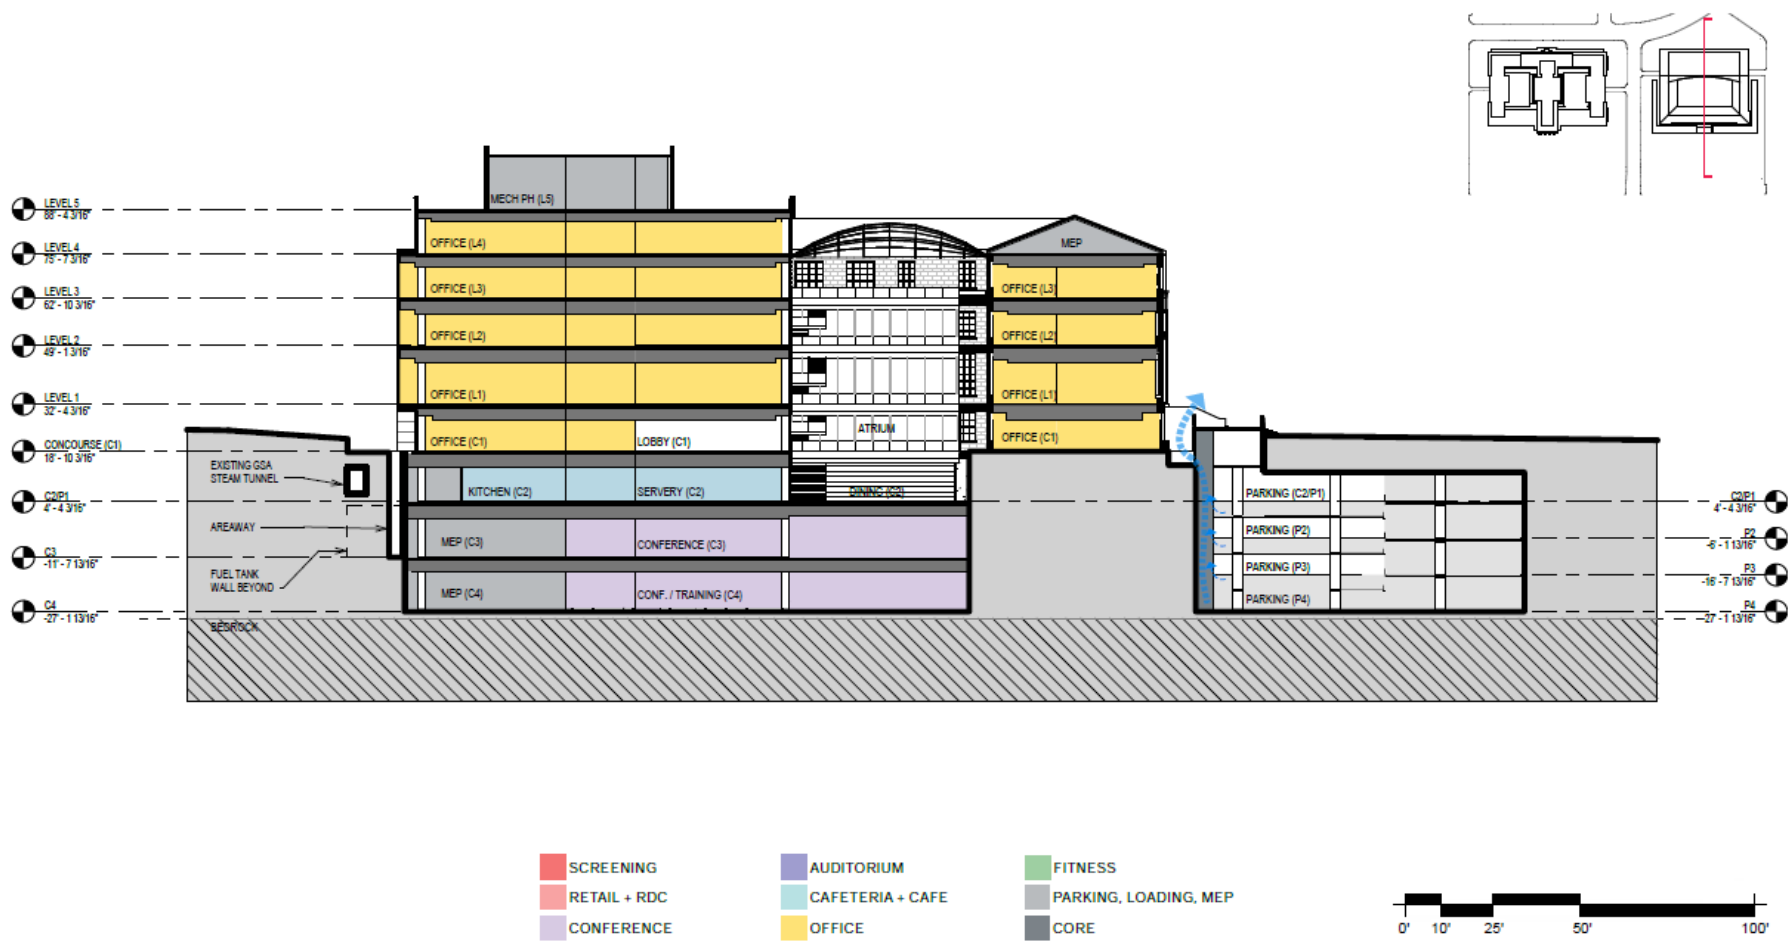 LEVEL 5
88' - 4 3/16"
MECH PH (L5)
LEVEL 4
75' - 7 3/16"
OFFICE (L4)
MEP
LEVEL 3
62' - 10 3/16"
OFFICE (L3)
OFFICE (L3)
LEVEL 2
49' - 1 3/16"
OFFICE (L2)
OFFICE (L2)
LEVEL 1
32' - 4 3/16"
OFFICE (L1)
OFFICE (L1)
CONCOURSE (C1)
18' - 10 3/16"
OFFICE (C1)
LOBBY (C1)
ATRIUM
OFFICE (C1)
EXISTING GSA
STEAM TUNNEL
KITCHEN (C2)
SERVERY (C2)
DINING (C2)
PARKING (C2/P1)
C2/P1
4' - 4 3/16"
C2/P1
4' - 4 3/16"
AREAWAY
MEP (C3)
CONFERENCE (C3)
PARKING (P2)
P2
-6' - 1 13/16"
C3
-11' - 7 13/16"
FUEL TANK
WALL BEYOND
PARKING (P3)
P3
-16' - 7 13/16"
MEP (C4)
CONF. / TRAINING (C4)
PARKING (P4)
C4
-27' - 1 13/16"
P4
-27' - 1 13/16"
BEDROCK
SCREENING
AUDITORIUM
FITNESS
RETAIL + RDC
CAFETERIA + CAFE
PARKING, LOADING, MEP
CONFERENCE
OFFICE
CORE
0' 10' 25' 50' 100'